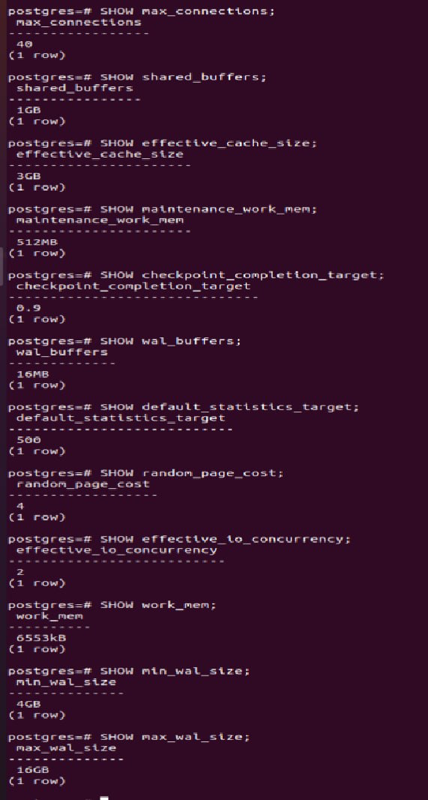 postgres=# SHOW max_connections;
max_connections
-----------------
40
(1 row)
postgres=# SHOW shared_buffers;
shared_buffers
----------------
1GB
(1 row)
postgres=# SHOW effective_cache_size;
effective_cache_size
----------------------
3GB
(1 row)
postgres=# SHOW maintenance_work_mem;
maintenance_work_mem
----------------------
512MB
(1 row)
postgres=# SHOW checkpoint_completion_target;
checkpoint_completion_target
------------------------------
0.9
(1 row)
postgres=# SHOW wal_buffers;
wal_buffers
-------------
16MB
(1 row)
postgres=# SHOW default_statistics_target;
default_statistics_target
---------------------------
500
(1 row)
postgres=# SHOW random_page_cost;
random_page_cost
------------------
4
(1 row)
postgres=# SHOW effective_io_concurrency;
effective_io_concurrency
--------------------------
2
(1 row)
postgres=# SHOW work_mem;
work_mem
----------
6553kB
(1 row)
postgres=# SHOW min_wal_size;
min_wal_size
--------------
4GB
(1 row)
postgres=# SHOW max_wal_size;
max_wal_size
--------------
16GB
(1 row)